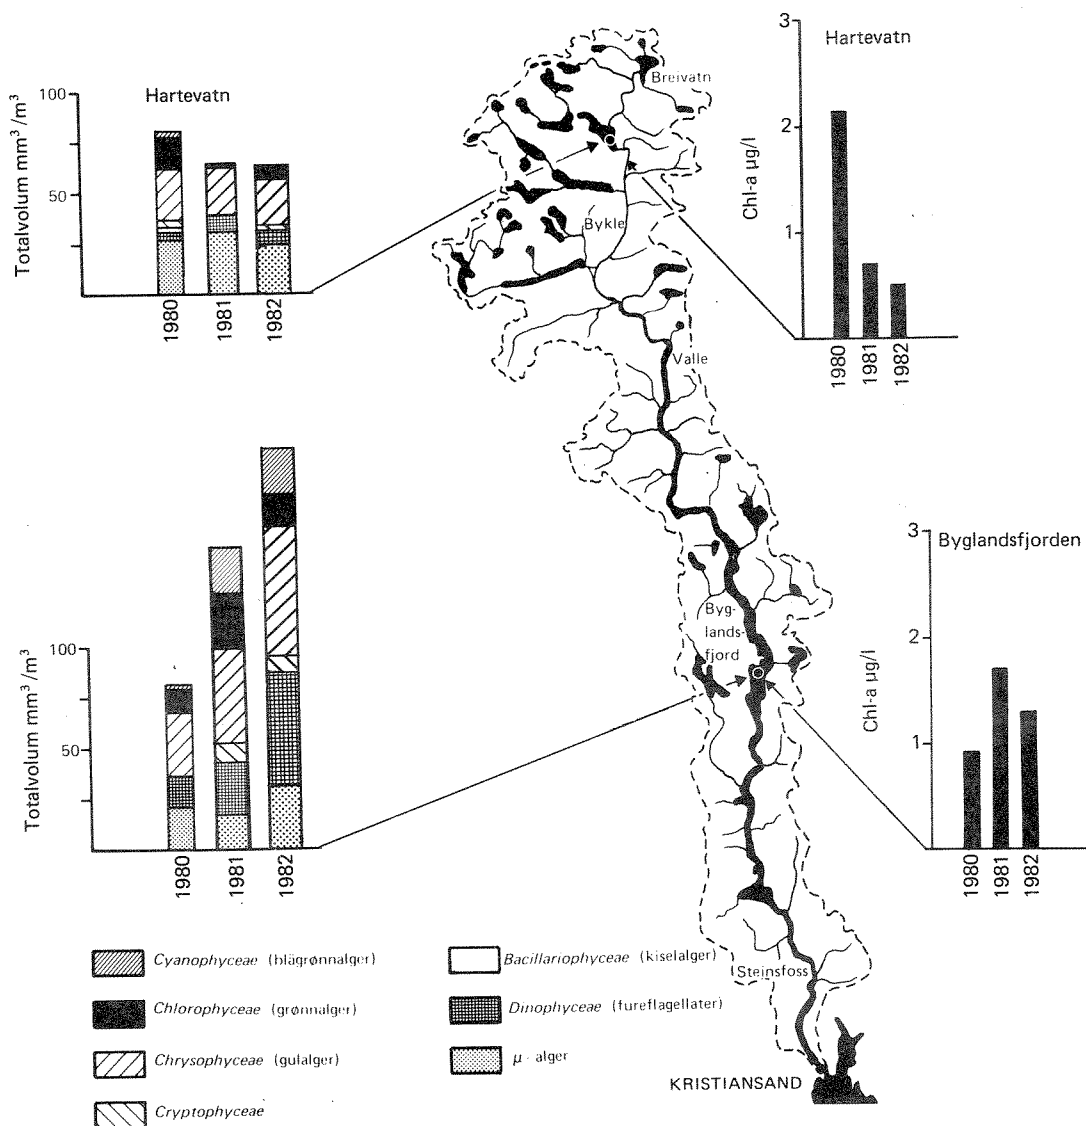 Hartevatn
Totalvolum mm³/m³
100
50
1980
1981
1982
Breivatn
Bykle
Valle
Hartevatn
Chl-a µg/l
3
2
1
1980
1981
1982
Totalvolum mm³/m³
100
50
1980
1981
1982
Byg-
lands-
fjord
Byglandsfjorden
Chl-a µg/l
3
2
1
1980
1981
1982
Steinsfoss
KRISTIANSAND
Cyanophyceae (blågrønnalger)
Chlorophyceae (grønnalger)
Chrysophyceae (gulalger)
Cryptophyceae
Bacillariophyceae (kiselalger)
Dinophyceae (fureflagellater)
µ-alger